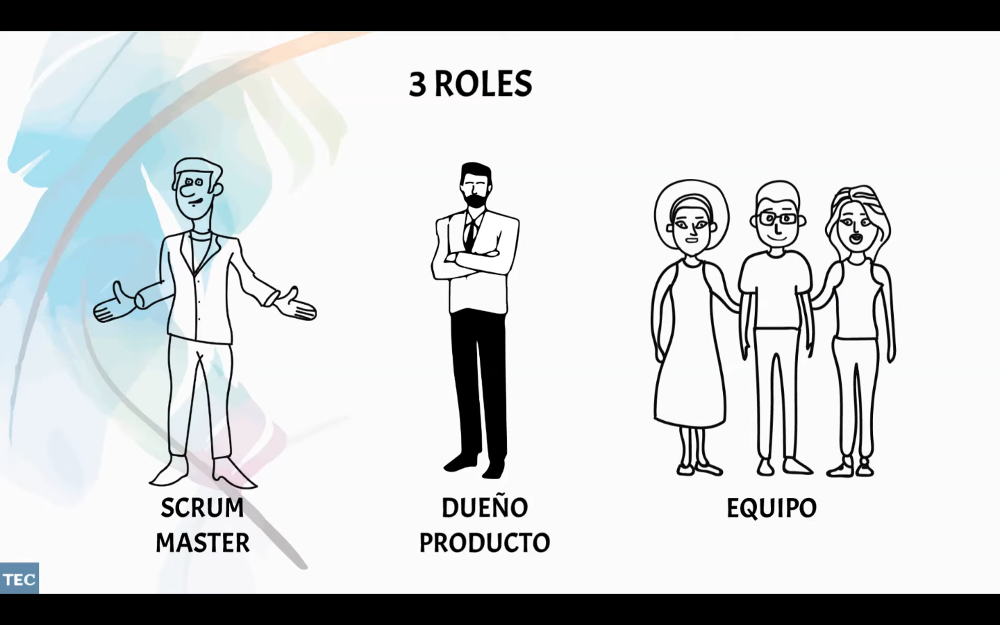 3 ROLES
SCRUM
MASTER
DUEÑO
PRODUCTO
EQUIPO
TEC